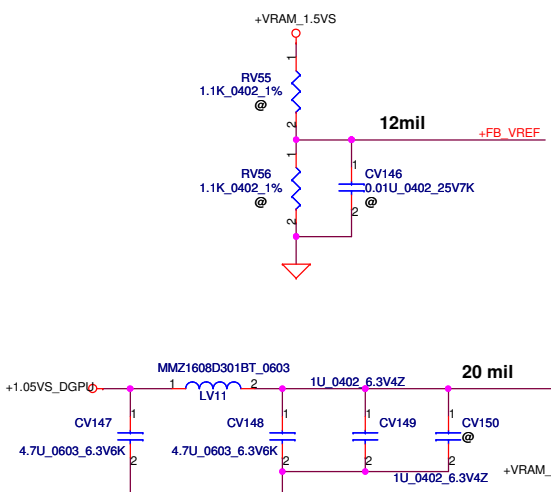 +VRAM_1.5VS
1
RV55
1.1K_0402_1%
@
2
12mil
+FB_VREF
1
RV56
1.1K_0402_1%
@
2
1
CV146
0.01U_0402_25V7K
@
2
MMZ1608D301BT_0603
+1.05VS_DGPU
1
2
LV11
1U_0402_6.3V4Z
20 mil
1
CV147
4.7U_0603_6.3V6K
2
1
CV148
4.7U_0603_6.3V6K
2
1
CV149
2
1
CV150
@
2
1U_0402_6.3V4Z
+VRAM_